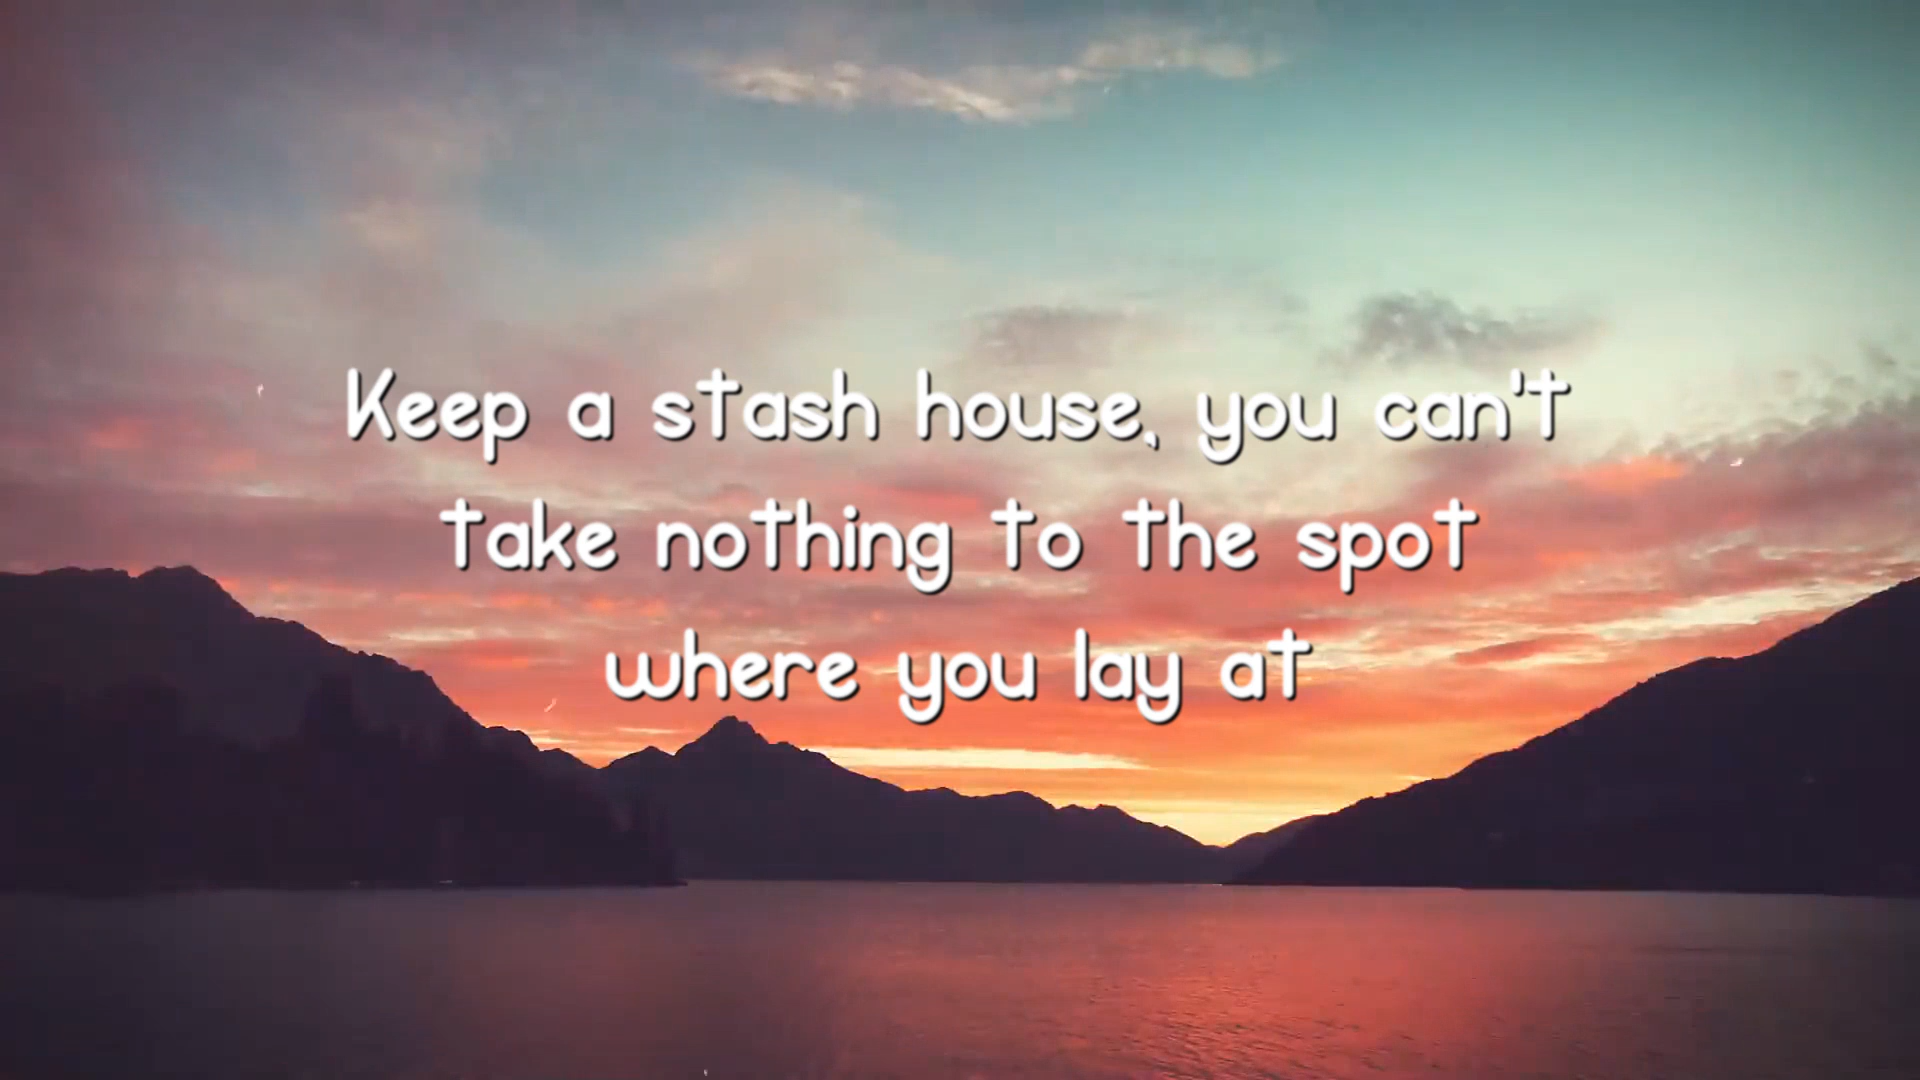 Keep a stash house, you can't
take nothing to the spot
where you lay at